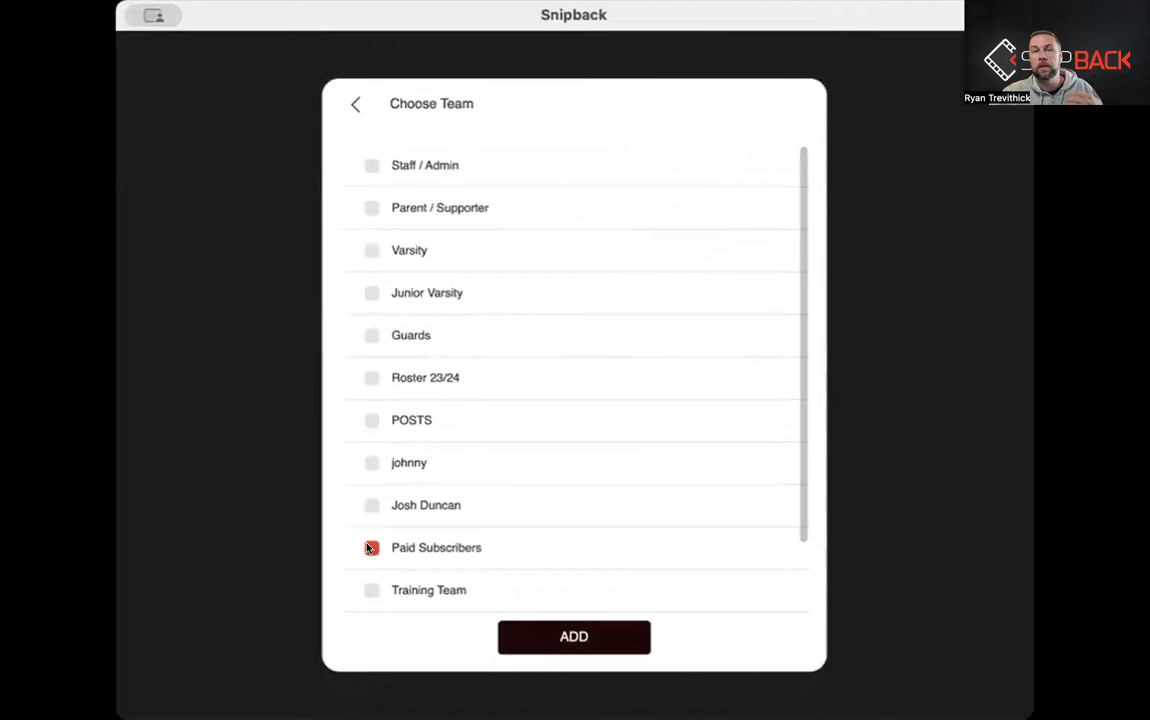 Snipback
BACK
Ryan Trevithick
Choose Team
Staff / Admin
Parent / Supporter
Varsity
Junior Varsity
Guards
Roster 23/24
POSTS
johnny
Josh Duncan
Paid Subscribers
Training Team
ADD